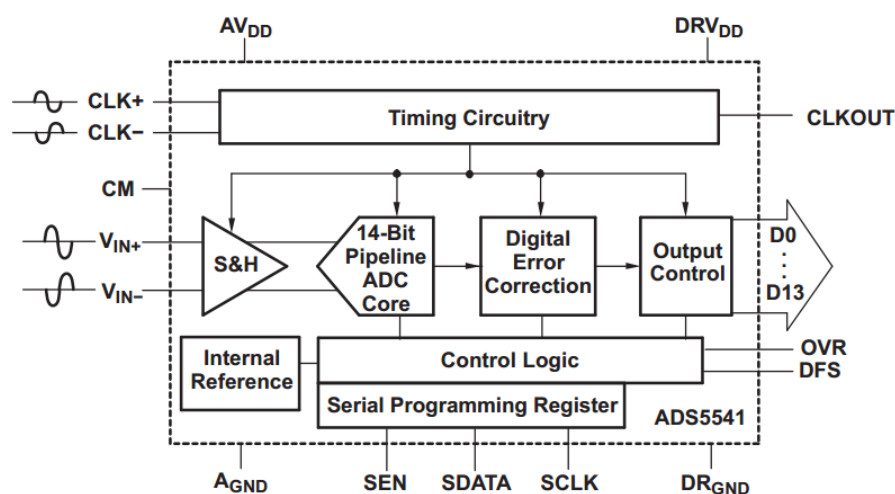 AVDD
DRVDD
CLK+
CLK−
Timing Circuitry
CLKOUT
CM
VIN+
VIN−
S&H
14-Bit
Pipeline
ADC
Core
Digital
Error
Correction
Output
Control
D0
.
.
.
.
D13
Internal
Reference
Control Logic
OVR
DFS
Serial Programming Register
ADS5541
AGND
SEN
SDATA
SCLK
DRGND